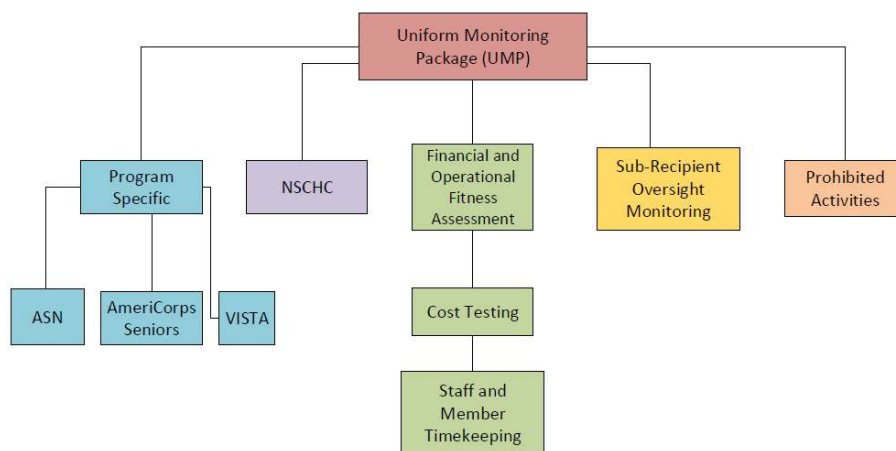 Uniform Monitoring
Package (UMP)
Program
Specific
NSCHC
Financial and
Operational
Fitness
Assessment
Sub-Recipient
Oversight
Monitoring
Prohibited
Activities
ASN
AmeriCorps
Seniors
VISTA
Cost Testing
Staff and
Member
Timekeeping